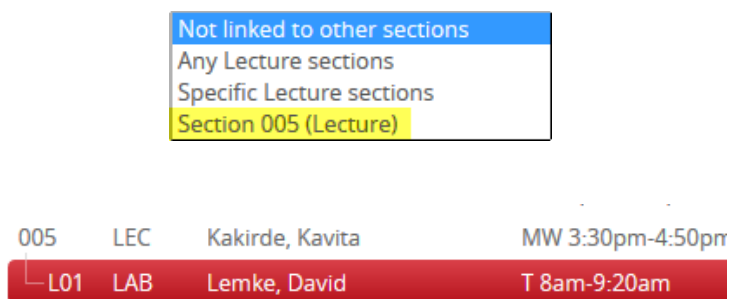 Not linked to other sections
Any Lecture sections
Specific Lecture sections
Section 005 (Lecture)
005 LEC Kakirde, Kavita MW 3:30pm-4:50pm
L01 LAB Lemke, David T 8am-9:20am